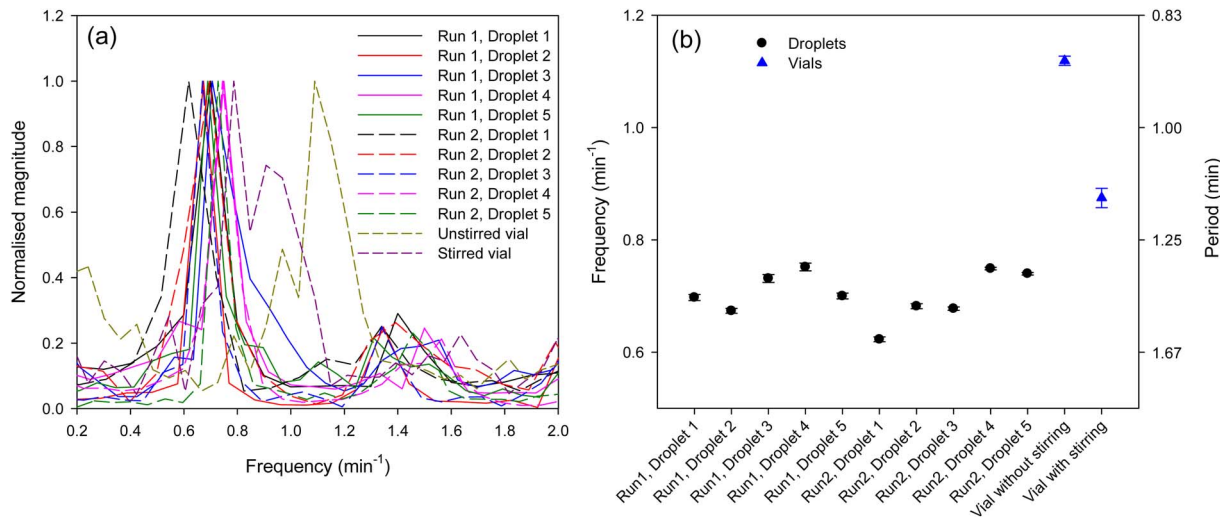 (a)
Normalised magnitude
1.2
1.0
0.8
0.6
0.4
0.2
0.0
0.2 0.4 0.6 0.8 1.0 1.2 1.4 1.6 1.8 2.0
Frequency (min-1)
Run 1, Droplet 1
Run 1, Droplet 2
Run 1, Droplet 3
Run 1, Droplet 4
Run 1, Droplet 5
Run 2, Droplet 1
Run 2, Droplet 2
Run 2, Droplet 3
Run 2, Droplet 4
Run 2, Droplet 5
Unstirred vial
Stirred vial
(b)
Droplets
Vials
Frequency (min-1)
1.2
1.0
0.8
0.6
0.83
1.00
1.25
1.67
Period (min)
Run1, Droplet 1
Run1, Droplet 2
Run1, Droplet 3
Run1, Droplet 4
Run1, Droplet 5
Run2, Droplet 1
Run2, Droplet 2
Run2, Droplet 3
Run2, Droplet 4
Run2, Droplet 5
Vial without stirring
Vial with stirring